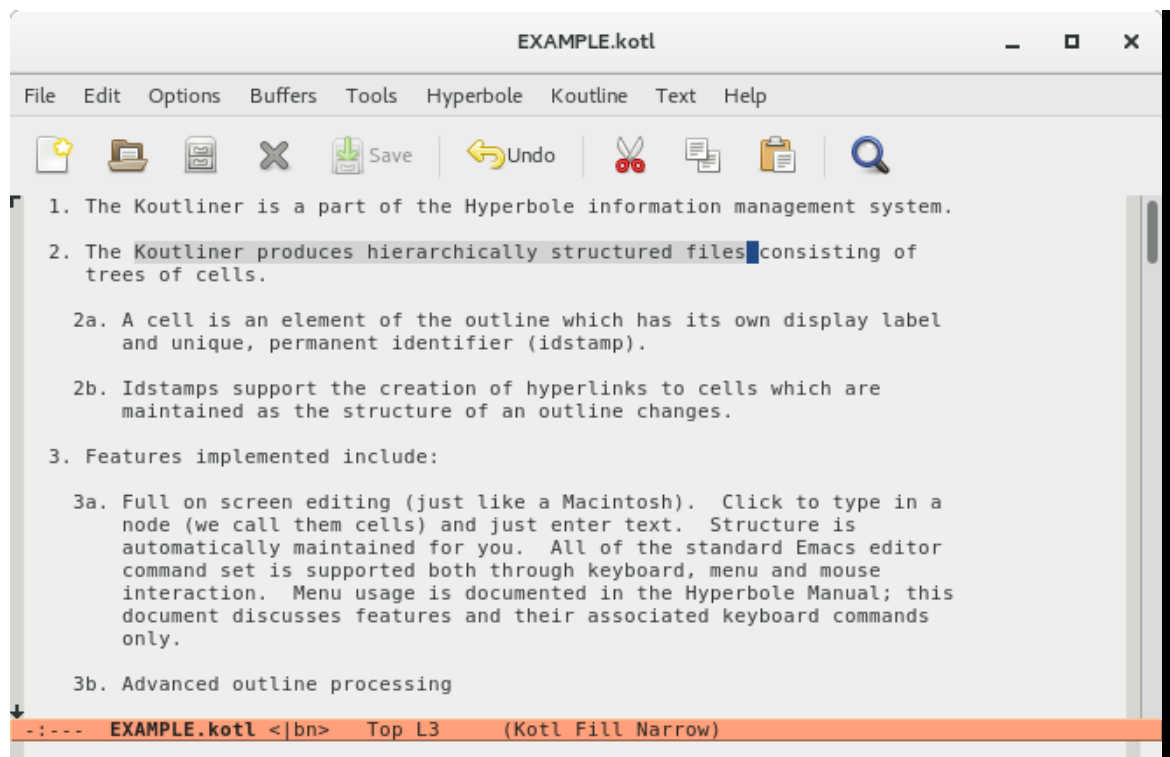 EXAMPLE.kotl
File Edit Options Buffers Tools Hyperbole Koutline Text Help
Save Undo
1. The Koutliner is a part of the Hyperbole information management system.
2. The Koutliner produces hierarchically structured files consisting of
trees of cells.
2a. A cell is an element of the outline which has its own display label
and unique, permanent identifier (idstamp).
2b. Idstamps support the creation of hyperlinks to cells which are
maintained as the structure of an outline changes.
3. Features implemented include:
3a. Full on screen editing (just like a Macintosh).  Click to type in a
node (we call them cells) and just enter text.  Structure is
automatically maintained for you.  All of the standard Emacs editor
command set is supported both through keyboard, menu and mouse
interaction.  Menu usage is documented in the Hyperbole Manual; this
document discusses features and their associated keyboard commands
only.
3b. Advanced outline processing
-:---  EXAMPLE.kotl <|bn>   Top L3     (Kotl Fill Narrow)